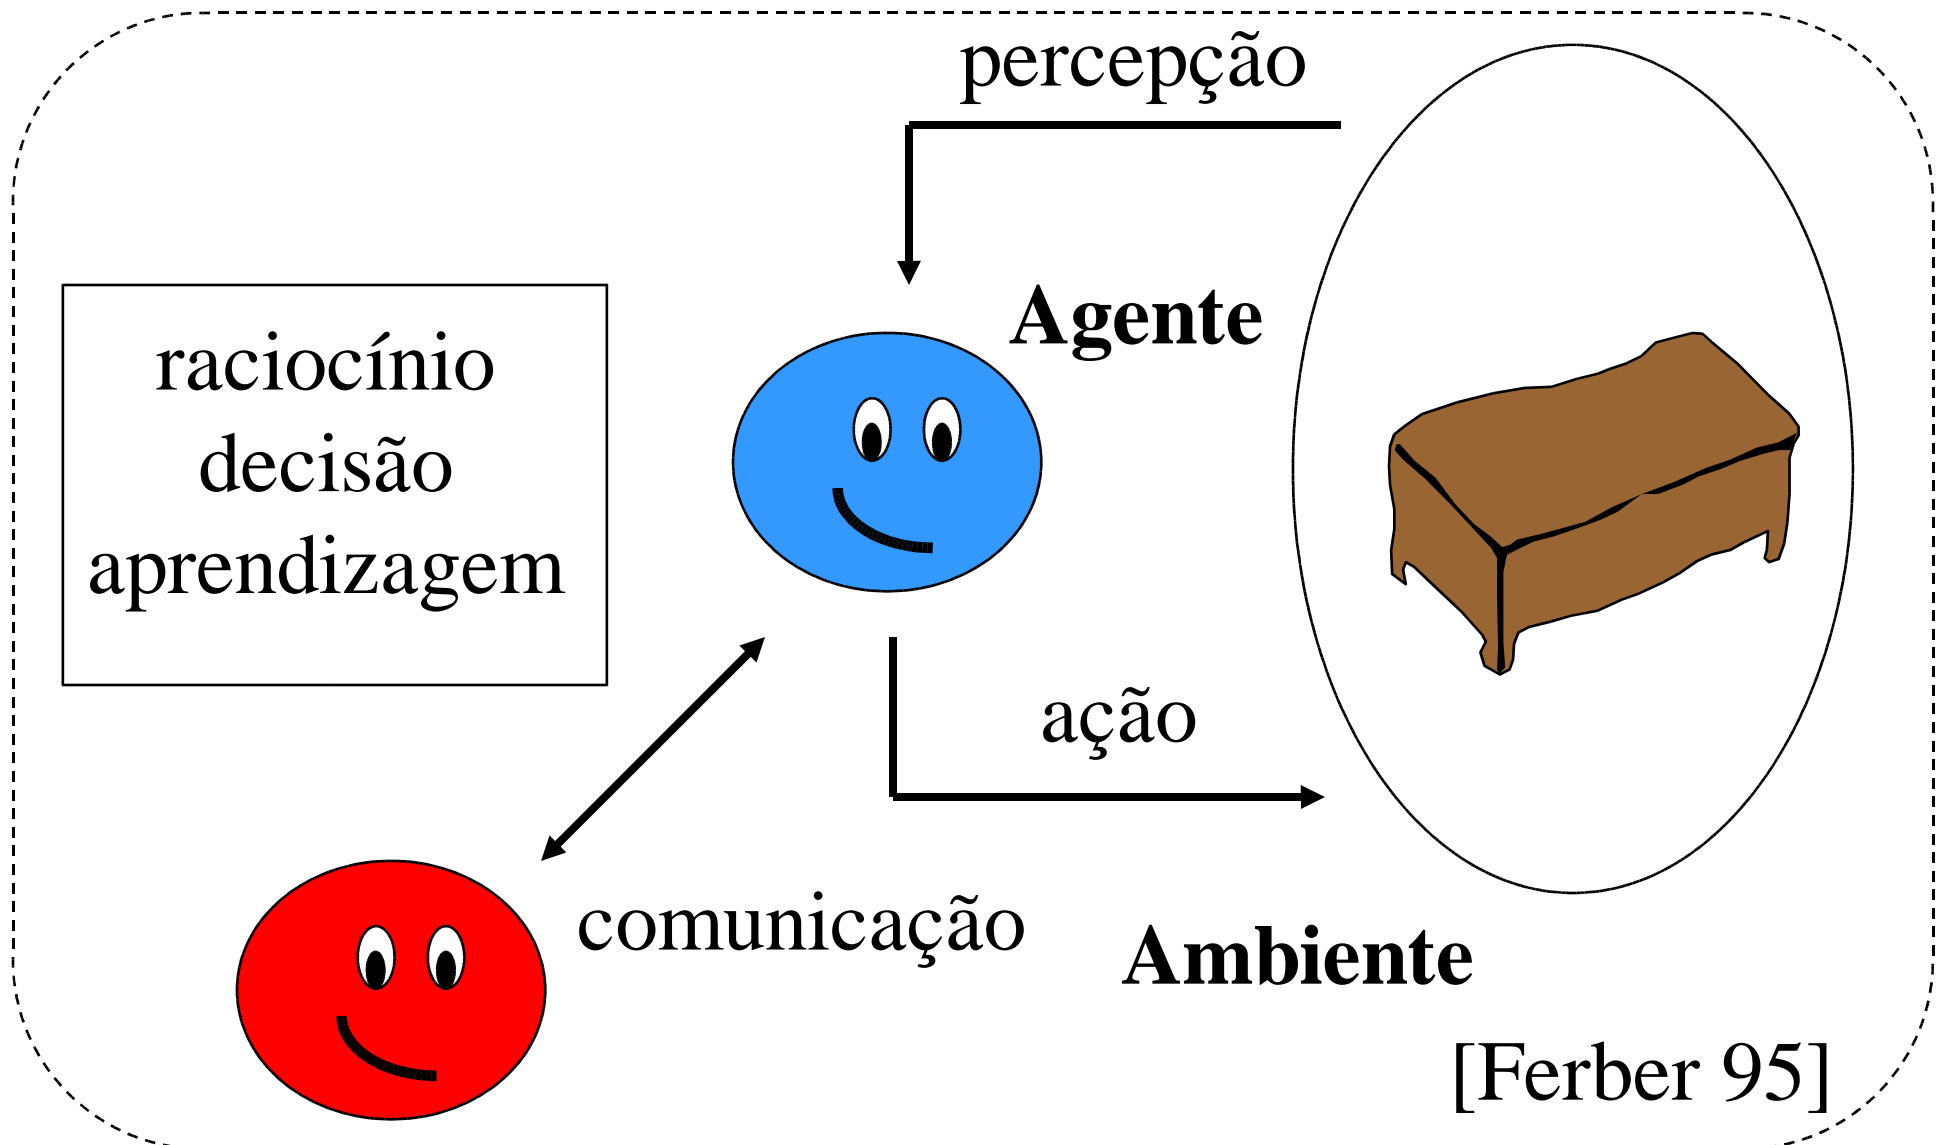 percepção
Agente
raciocínio
decisão
aprendizagem
ação
comunicação
Ambiente
[Ferber 95]